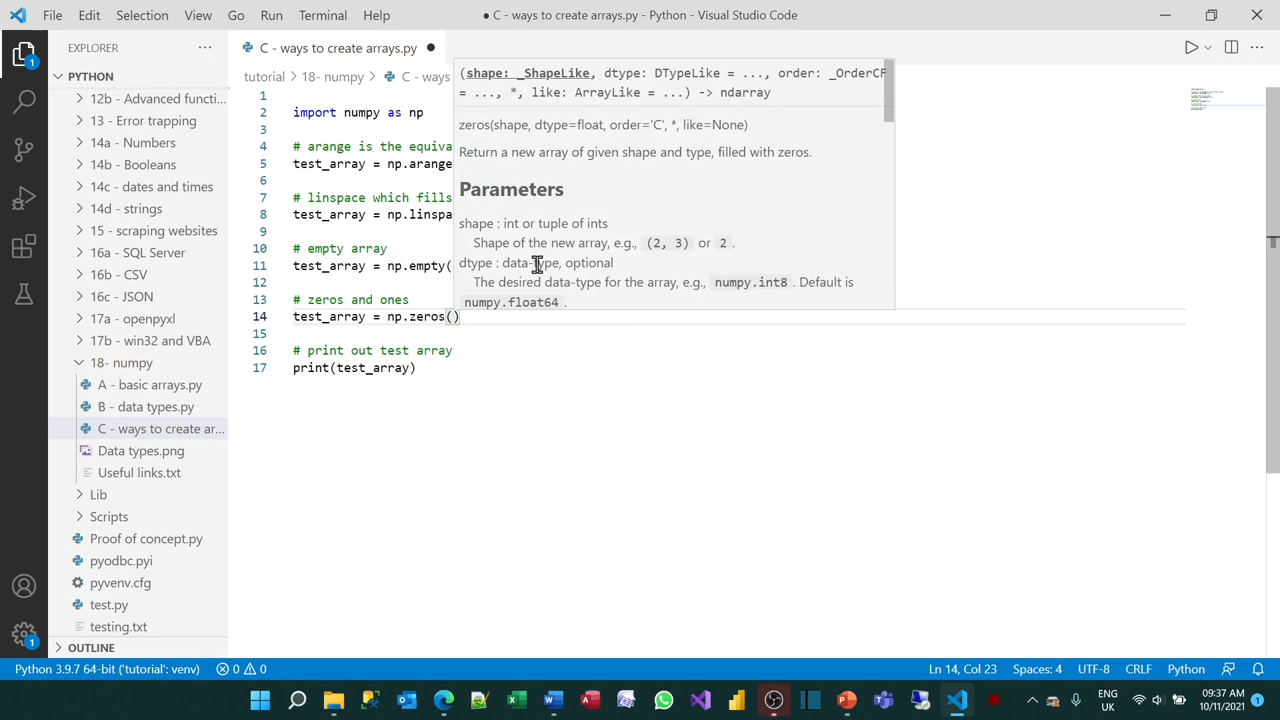 File Edit Selection View Go Run Terminal Help
● C - ways to create arrays.py - Python - Visual Studio Code
EXPLORER
PYTHON
12b - Advanced functi...
13 - Error trapping
14a - Numbers
14b - Booleans
14c - dates and times
14d - strings
15 - scraping websites
16a - SQL Server
16b - CSV
16c - JSON
17a - openpyxl
17b - win32 and VBA
18- numpy
A - basic arrays.py
B - data types.py
C - ways to create ar...
Data types.png
Useful links.txt
Lib
Scripts
Proof of concept.py
pyodbc.pyi
pyvenv.cfg
test.py
testing.txt
OUTLINE
1
1
C - ways to create arrays.py ●
tutorial > 18- numpy > C - ways
1
2 import numpy as np
3
4 # arange is the equiva
5 test_array = np.arange
6
7 # linspace which fills
8 test_array = np.linspa
9
10 # empty array
11 test_array = np.empty(
12
13 # zeros and ones
14 test_array = np.zeros()
15
16 # print out test array
17 print(test_array)
(shape: _ShapeLike, dtype: DTypeLike = ..., order: _OrderCF
= ..., *, like: ArrayLike = ...) -> ndarray
zeros(shape, dtype=float, order='C', *, like=None)
Return a new array of given shape and type, filled with zeros.
Parameters
shape : int or tuple of ints
Shape of the new array, e.g., (2, 3) or 2.
dtype : data-type, optional
The desired data-type for the array, e.g., numpy.int8. Default is
numpy.float64.
Python 3.9.7 64-bit ('tutorial': venv) 0 0
Ln 14, Col 23 Spaces: 4 UTF-8 CRLF Python
ENG
UK
09:37 AM
10/11/2021